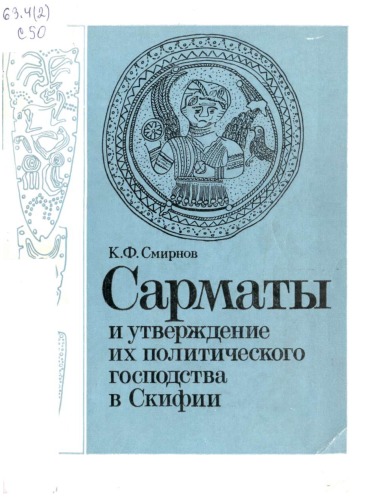 63.4(2)
С50
К.Ф.Смирнов
Сарматы
и утверждение
их политического
господства
в Скифии